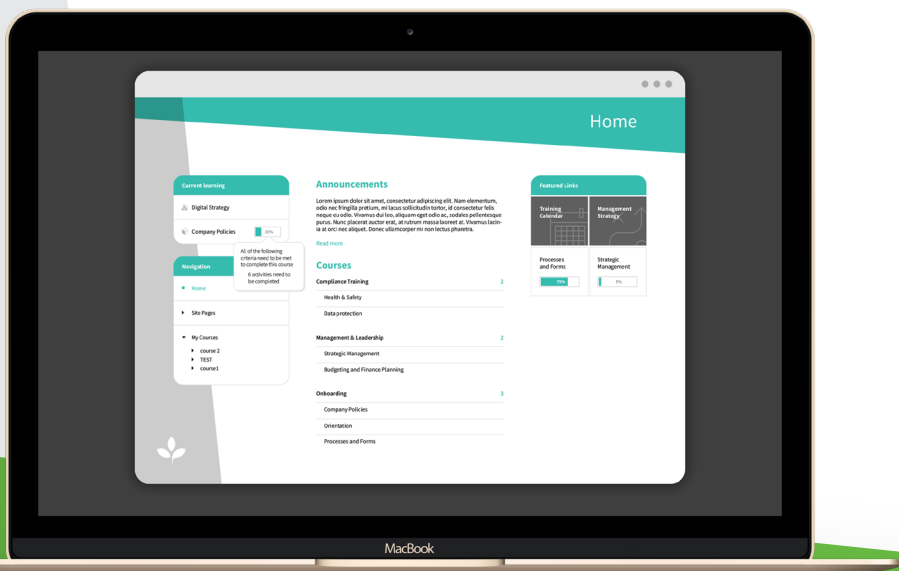 Home
Current learning
Digital Strategy
Company Policies
All of the following
criteria need to be met
to complete this course
6 activities need to
be completed
Navigation
Home
Site Pages
My Courses
course 2
TEST
course1
Announcements
Lorem ipsum dolor sit amet, consectetur adipiscing elit. Nam elementum,
odio nec fringilla pretium, mi lacus sollicitudin tortor, id consectetur felis
neque eu odio. Vivamus dui leo, aliquam eget odio ac, sodales pellentesque
purus. Nunc placerat auctor erat, at rutrum massa laoreet at. Vivamus lacin-
ia at orci nec aliquet. Donec ullamcorper mi non lectus pharetra.
Read more
Courses
Compliance Training 2
Health & Safety
Data protection
Management & Leadership 2
Strategic Management
Budgeting and Finance Planning
Onboarding 3
Company Policies
Orientation
Processes and Forms
Featured Links
Training
Calendar
Management
Strategy
Processes
and Forms
75%
Strategic
Management
MacBook